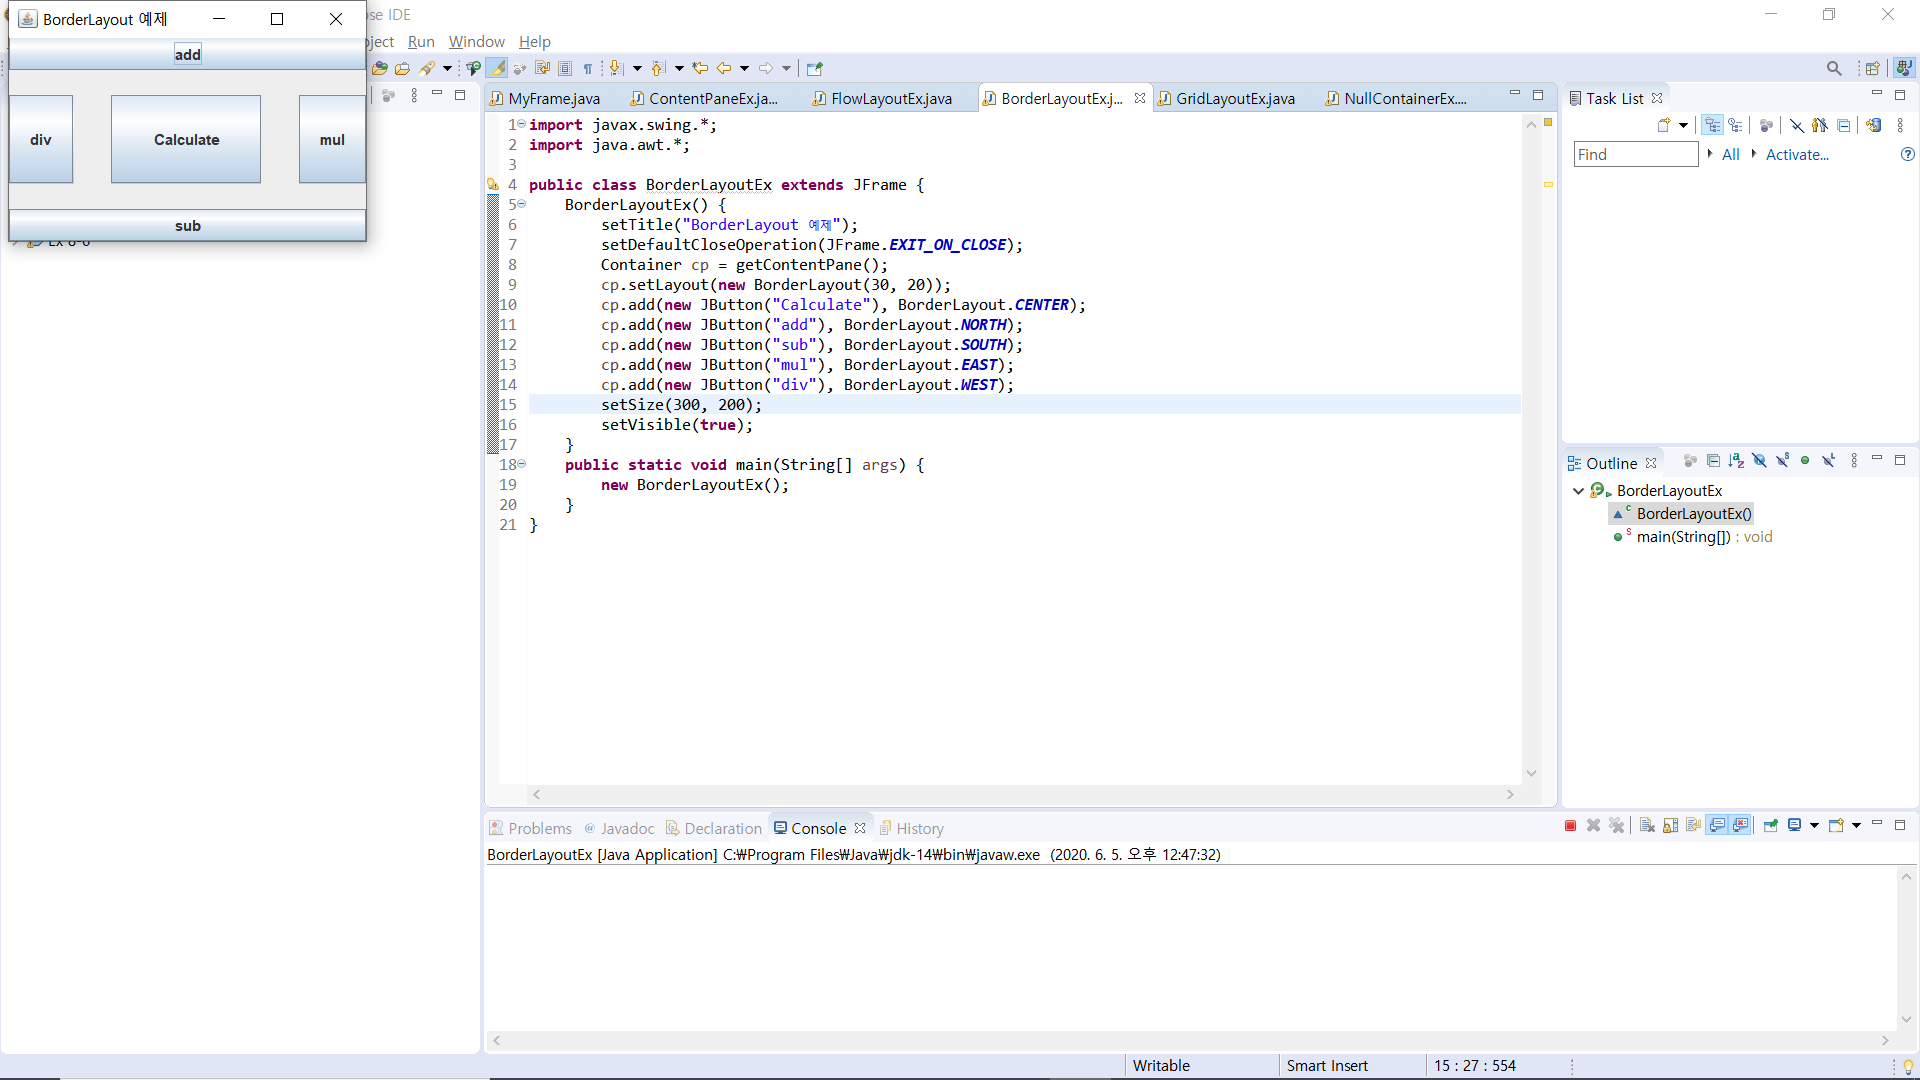 BorderLayout 예제
ose IDE
ject Run Window Help
add
div Calculate mul
sub
Ex 8-6
MyFrame.java ContentPaneEx.ja... FlowLayoutEx.java BorderLayoutEx.j... GridLayoutEx.java NullContainerEx....
1 import javax.swing.*;
2 import java.awt.*;
3
4 public class BorderLayoutEx extends JFrame {
5 BorderLayoutEx() {
6 setTitle("BorderLayout 예제");
7 setDefaultCloseOperation(JFrame.EXIT_ON_CLOSE);
8 Container cp = getContentPane();
9 cp.setLayout(new BorderLayout(30, 20));
10 cp.add(new JButton("Calculate"), BorderLayout.CENTER);
11 cp.add(new JButton("add"), BorderLayout.NORTH);
12 cp.add(new JButton("sub"), BorderLayout.SOUTH);
13 cp.add(new JButton("mul"), BorderLayout.EAST);
14 cp.add(new JButton("div"), BorderLayout.WEST);
15 setSize(300, 200);
16 setVisible(true);
17 }
18 public static void main(String[] args) {
19 new BorderLayoutEx();
20 }
21 }
Task List
Find All Activate...
Outline
BorderLayoutEx
BorderLayoutEx()
main(String[]) : void
Problems Javadoc Declaration Console History
BorderLayoutEx [Java Application] C:₩Program Files₩Java₩jdk-14₩bin₩javaw.exe (2020. 6. 5. 오후 12:47:32)
Writable Smart Insert 15 : 27 : 554